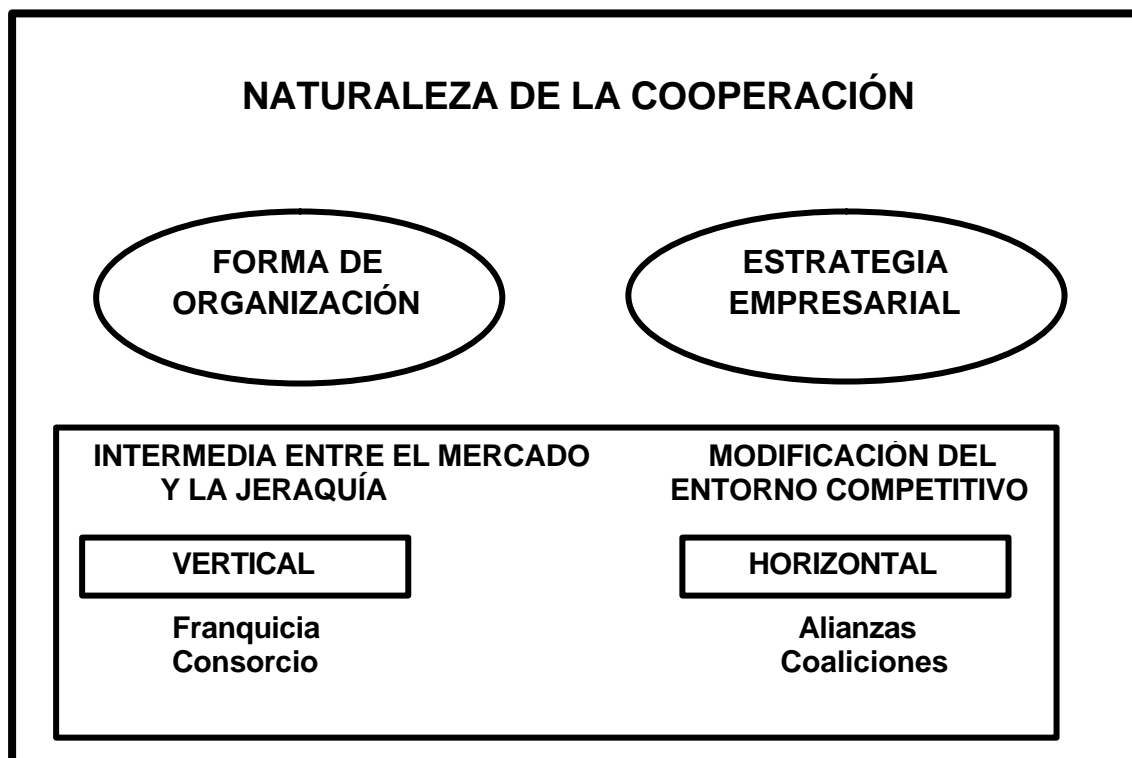 NATURALEZA DE LA COOPERACIÓN
FORMA DE
ORGANIZACIÓN
ESTRATEGIA
EMPRESARIAL
INTERMEDIA ENTRE EL MERCADO
Y LA JERAQUÍA
MODIFICACIÓN DEL
ENTORNO COMPETITIVO
VERTICAL
HORIZONTAL
Franquicia
Consorcio
Alianzas
Coaliciones